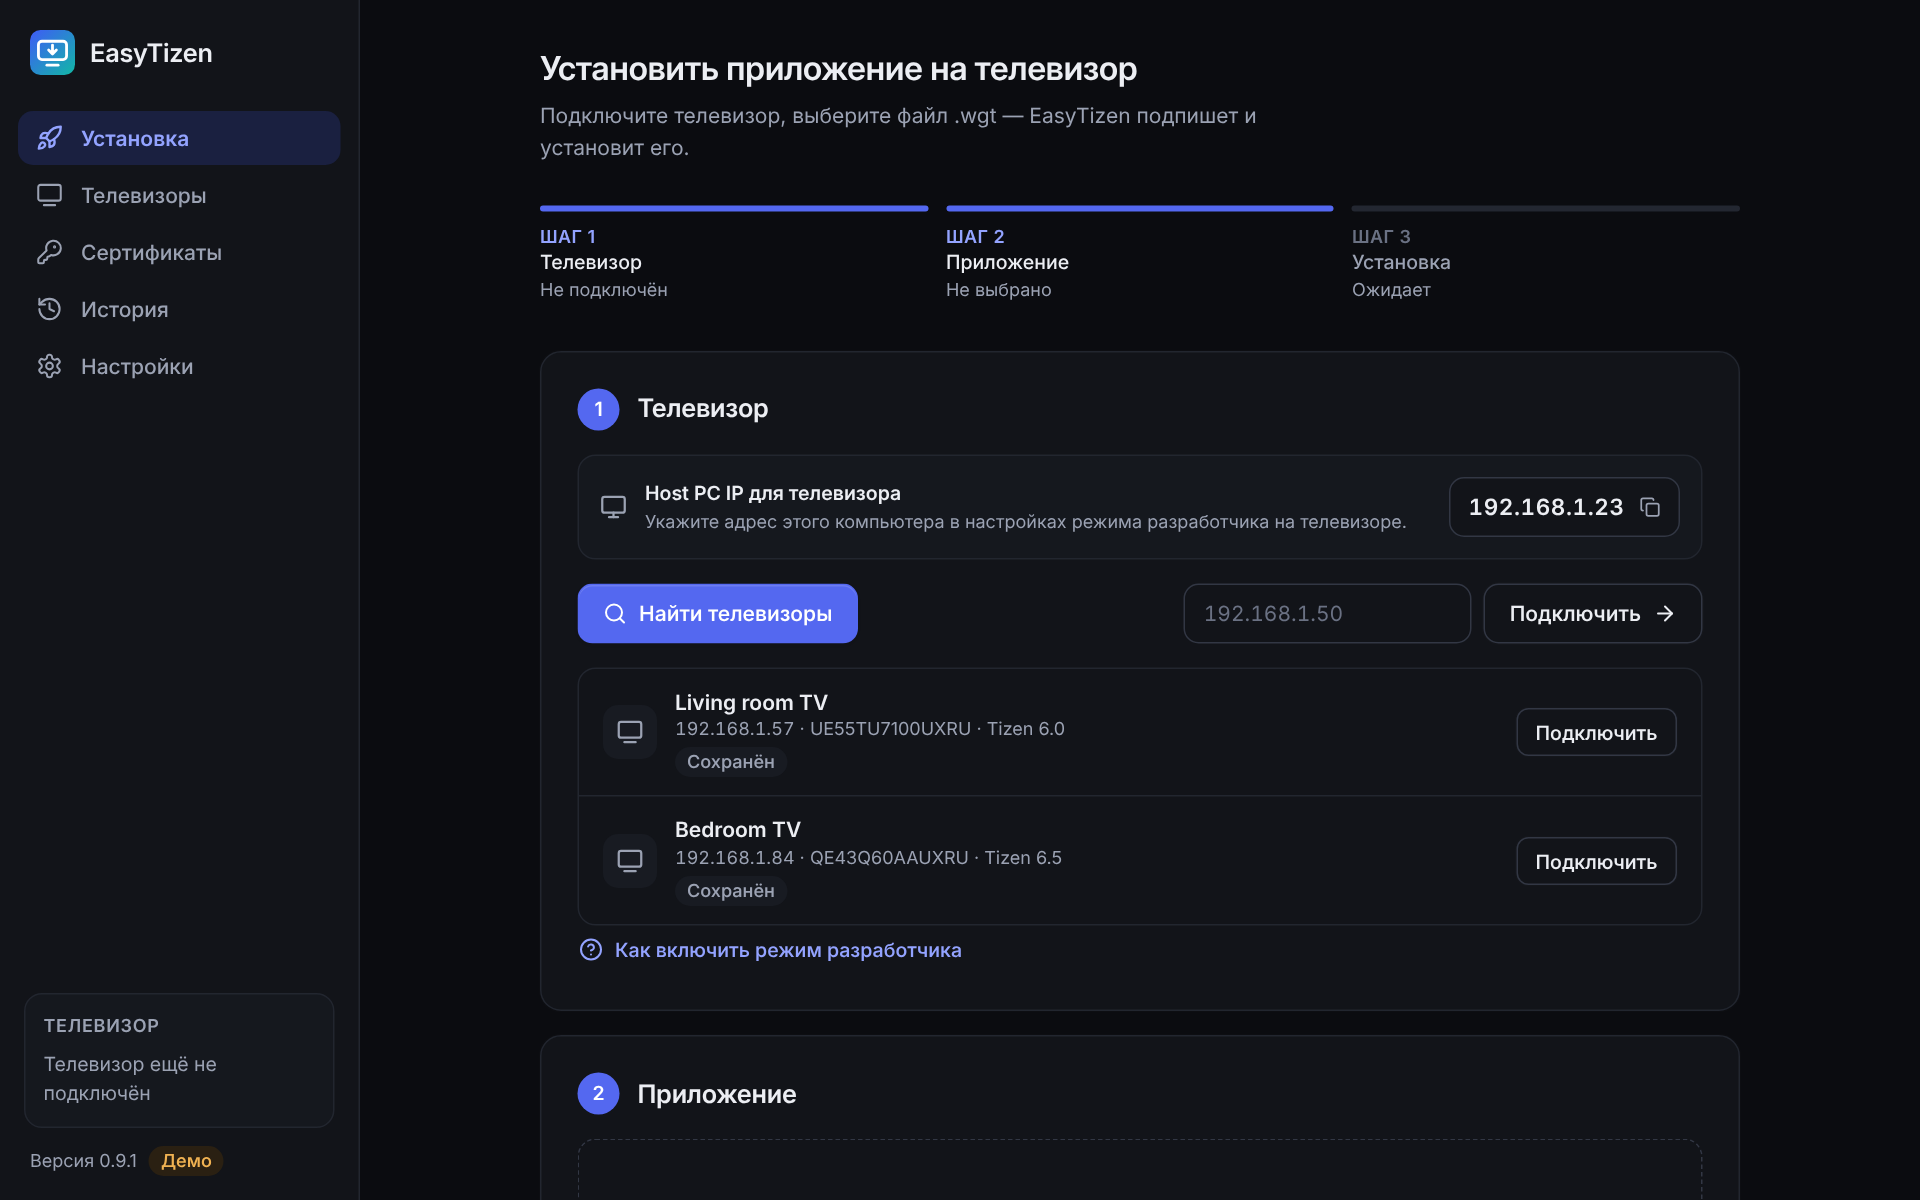 EasyTizen
Установка
Телевизоры
Сертификаты
История
Настройки
ТЕЛЕВИЗОР
Телевизор ещё не
подключён
Версия 0.9.1 Демо
Установить приложение на телевизор
Подключите телевизор, выберите файл .wgt — EasyTizen подпишет и
установит его.
ШАГ 1
Телевизор
Не подключён
ШАГ 2
Приложение
Не выбрано
ШАГ 3
Установка
Ожидает
1 Телевизор
Host PC IP для телевизора
Укажите адрес этого компьютера в настройках режима разработчика на телевизоре.
192.168.1.23
Найти телевизоры
192.168.1.50
Подключить
Living room TV
192.168.1.57 · UE55TU7100UXRU · Tizen 6.0
Сохранён
Подключить
Bedroom TV
192.168.1.84 · QE43Q60AAUXRU · Tizen 6.5
Сохранён
Подключить
Как включить режим разработчика
2 Приложение